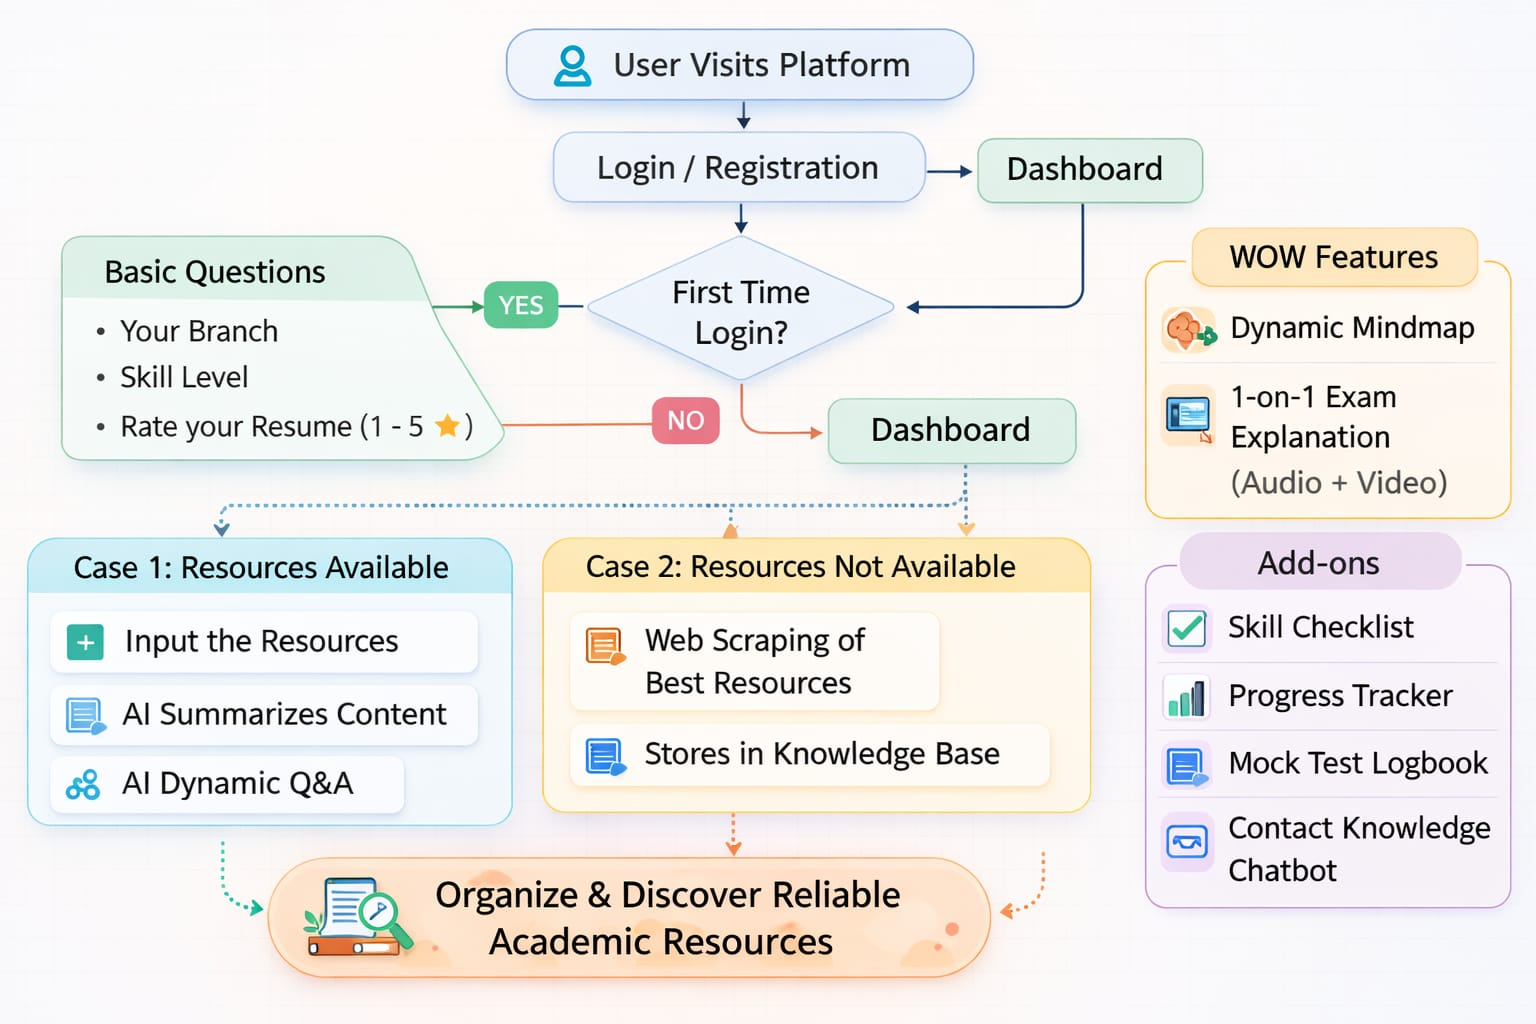 User Visits Platform
Login / Registration
Dashboard
First Time
Login?
YES
NO
Basic Questions
• Your Branch
• Skill Level
• Rate your Resume (1 - 5 ⭐)
Dashboard
Case 1: Resources Available
Input the Resources
AI Summarizes Content
AI Dynamic Q&A
Case 2: Resources Not Available
Web Scraping of
Best Resources
Stores in Knowledge Base
Organize & Discover Reliable
Academic Resources
WOW Features
Dynamic Mindmap
1-on-1 Exam
Explanation
(Audio + Video)
Add-ons
Skill Checklist
Progress Tracker
Mock Test Logbook
Contact Knowledge
Chatbot